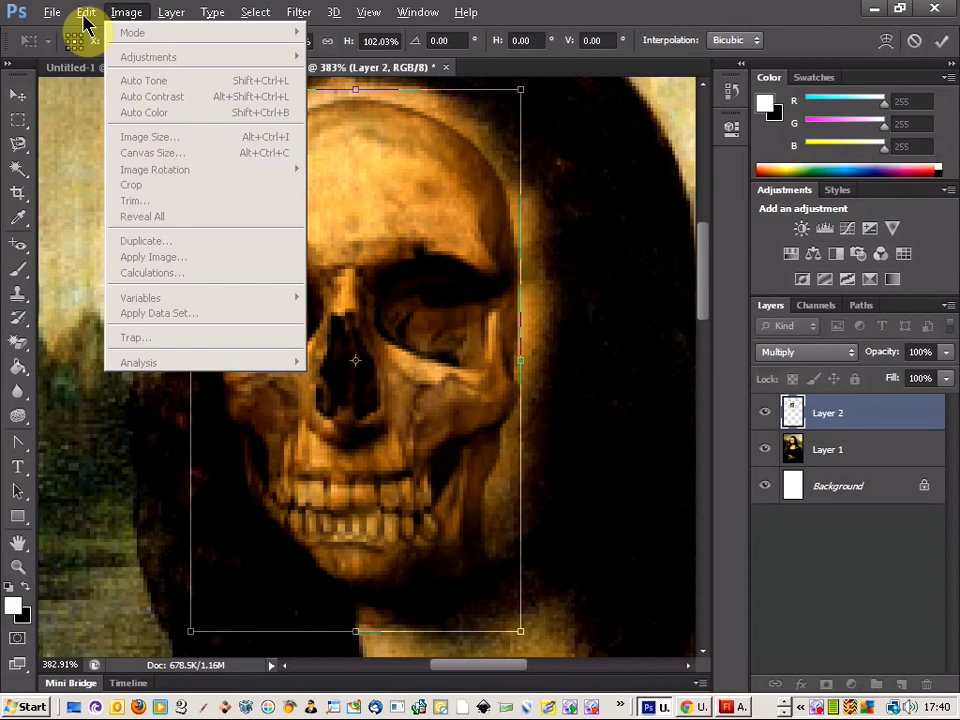 Ps File Edit Image Layer Type Select Filter 3D View Window Help
H: 102.03% 0.00 ° H: 0.00 ° V: 0.00 ° Interpolation: Bicubic
Untitled-1 @ 383% (Layer 2, RGB/8) * ×
Mode
Adjustments
Auto Tone Shift+Ctrl+L
Auto Contrast Alt+Shift+Ctrl+L
Auto Color Shift+Ctrl+B
Image Size... Alt+Ctrl+I
Canvas Size... Alt+Ctrl+C
Image Rotation
Crop
Trim...
Reveal All
Duplicate...
Apply Image...
Calculations...
Variables
Apply Data Set...
Trap...
Analysis
Color Swatches
R 255
G 255
B 255
Adjustments Styles
Add an adjustment
Layers Channels Paths
Kind
Multiply Opacity: 100%
Lock: Fill: 100%
Layer 2
Layer 1
Background
382.91% Doc: 678.5K/1.16M
Mini Bridge Timeline
Start Ps U. U. Fl A. 17:40